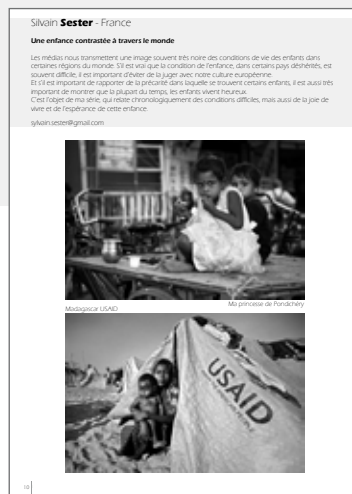 Silvain Sester - France
Une enfance contrastée à travers le monde
Les médias nous transmettent une image souvent très noire des conditions de vie des enfants dans
certaines régions du monde. S'il est vrai que la condition de l'enfance, dans certains pays déshérités, est
souvent difficile, il est important d'éviter de la juger avec notre culture européenne.
Et s'il est important de rapporter de la précarité dans laquelle se trouvent certains enfants, il est aussi très
important de montrer que la plupart du temps, les enfants vivent heureux.
C'est l'objet de ma série, qui relate chronologiquement des conditions difficiles, mais aussi de la joie de
vivre et de l'espérance de cette enfance.
sylvain.sester@gmail.com
Ma princesse de Pondichéry
Madagascar USAID
USAID
10